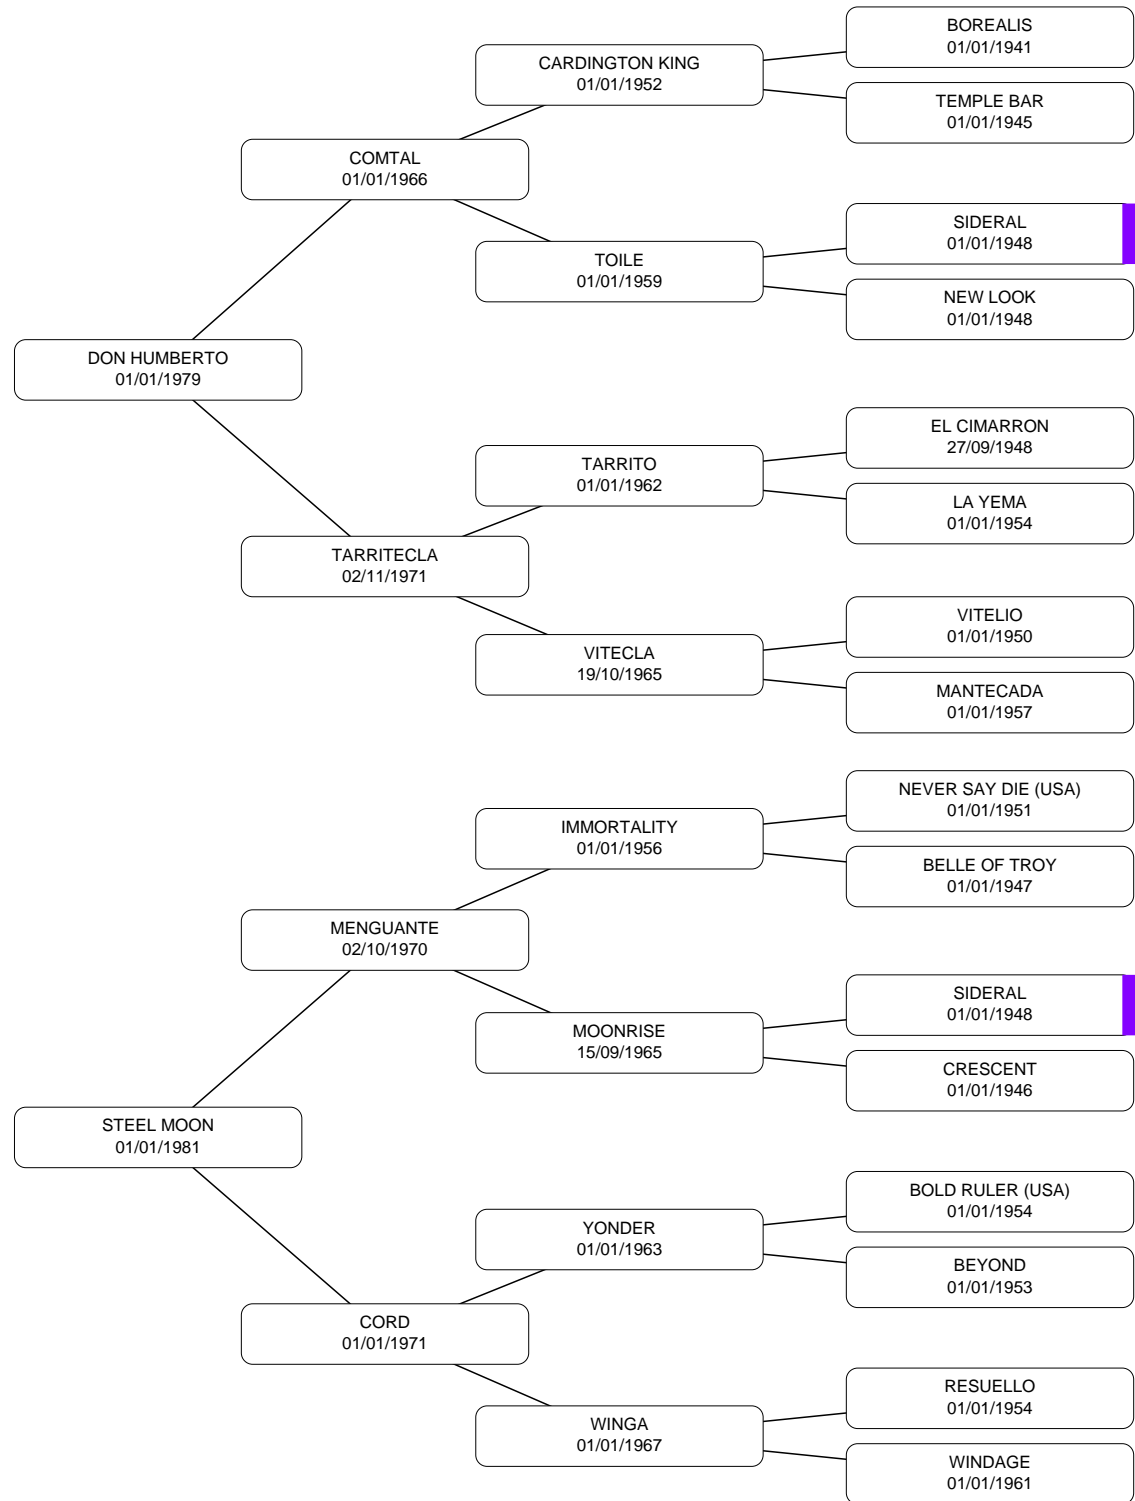 BOREALIS
01/01/1941
CARDINGTON KING
01/01/1952
TEMPLE BAR
01/01/1945
COMTAL
01/01/1966
SIDERAL
01/01/1948
TOILE
01/01/1959
NEW LOOK
01/01/1948
DON HUMBERTO
01/01/1979
EL CIMARRON
27/09/1948
TARRITO
01/01/1962
LA YEMA
01/01/1954
TARRITECLA
02/11/1971
VITELIO
01/01/1950
VITECLA
19/10/1965
MANTECADA
01/01/1957
NEVER SAY DIE (USA)
01/01/1951
IMMORTALITY
01/01/1956
BELLE OF TROY
01/01/1947
MENGUANTE
02/10/1970
SIDERAL
01/01/1948
MOONRISE
15/09/1965
CRESCENT
01/01/1946
STEEL MOON
01/01/1981
BOLD RULER (USA)
01/01/1954
YONDER
01/01/1963
BEYOND
01/01/1953
CORD
01/01/1971
RESUELLO
01/01/1954
WINGA
01/01/1967
WINDAGE
01/01/1961